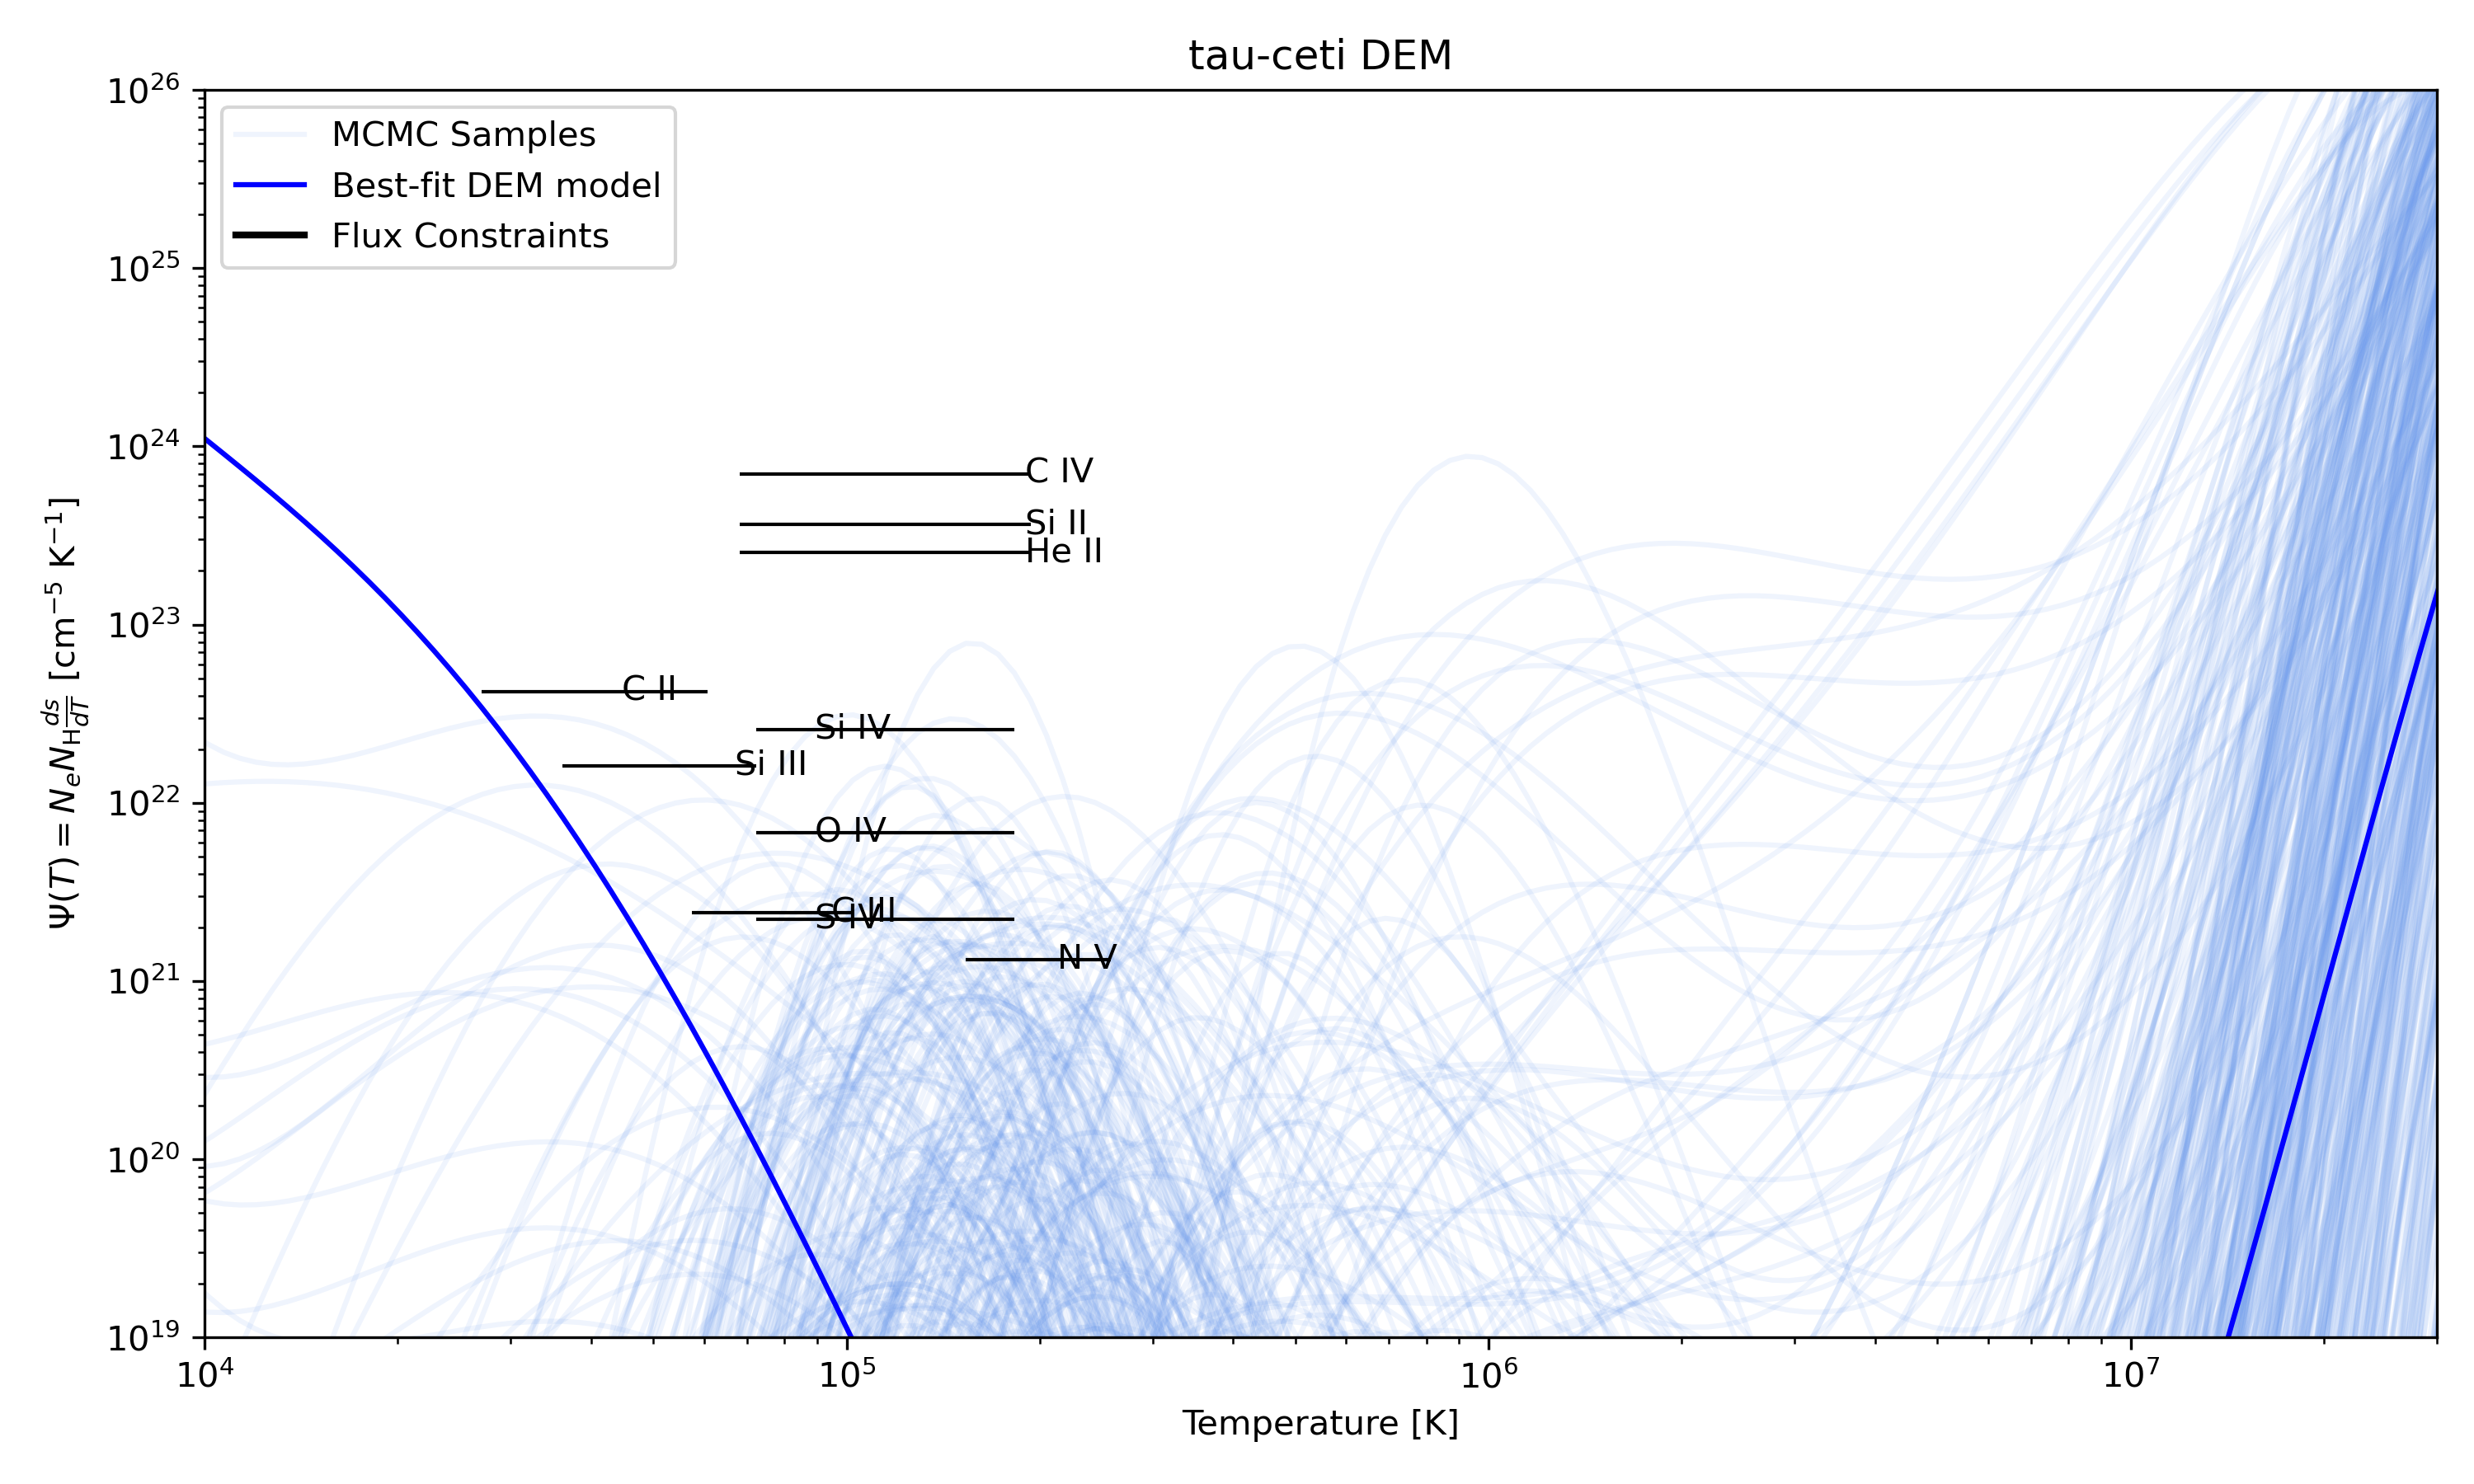 tau-ceti DEM
MCMC Samples
Best-fit DEM model
Flux Constraints
10^26
10^25
10^24
10^23
10^22
10^21
10^20
10^19
Ψ(T) = N_e N_H ds/dT [cm^−5 K^−1]
C IV
Si II
He II
C II
Si IV
Si III
O IV
C III
S IV
N V
10^4
10^5
10^6
10^7
Temperature [K]